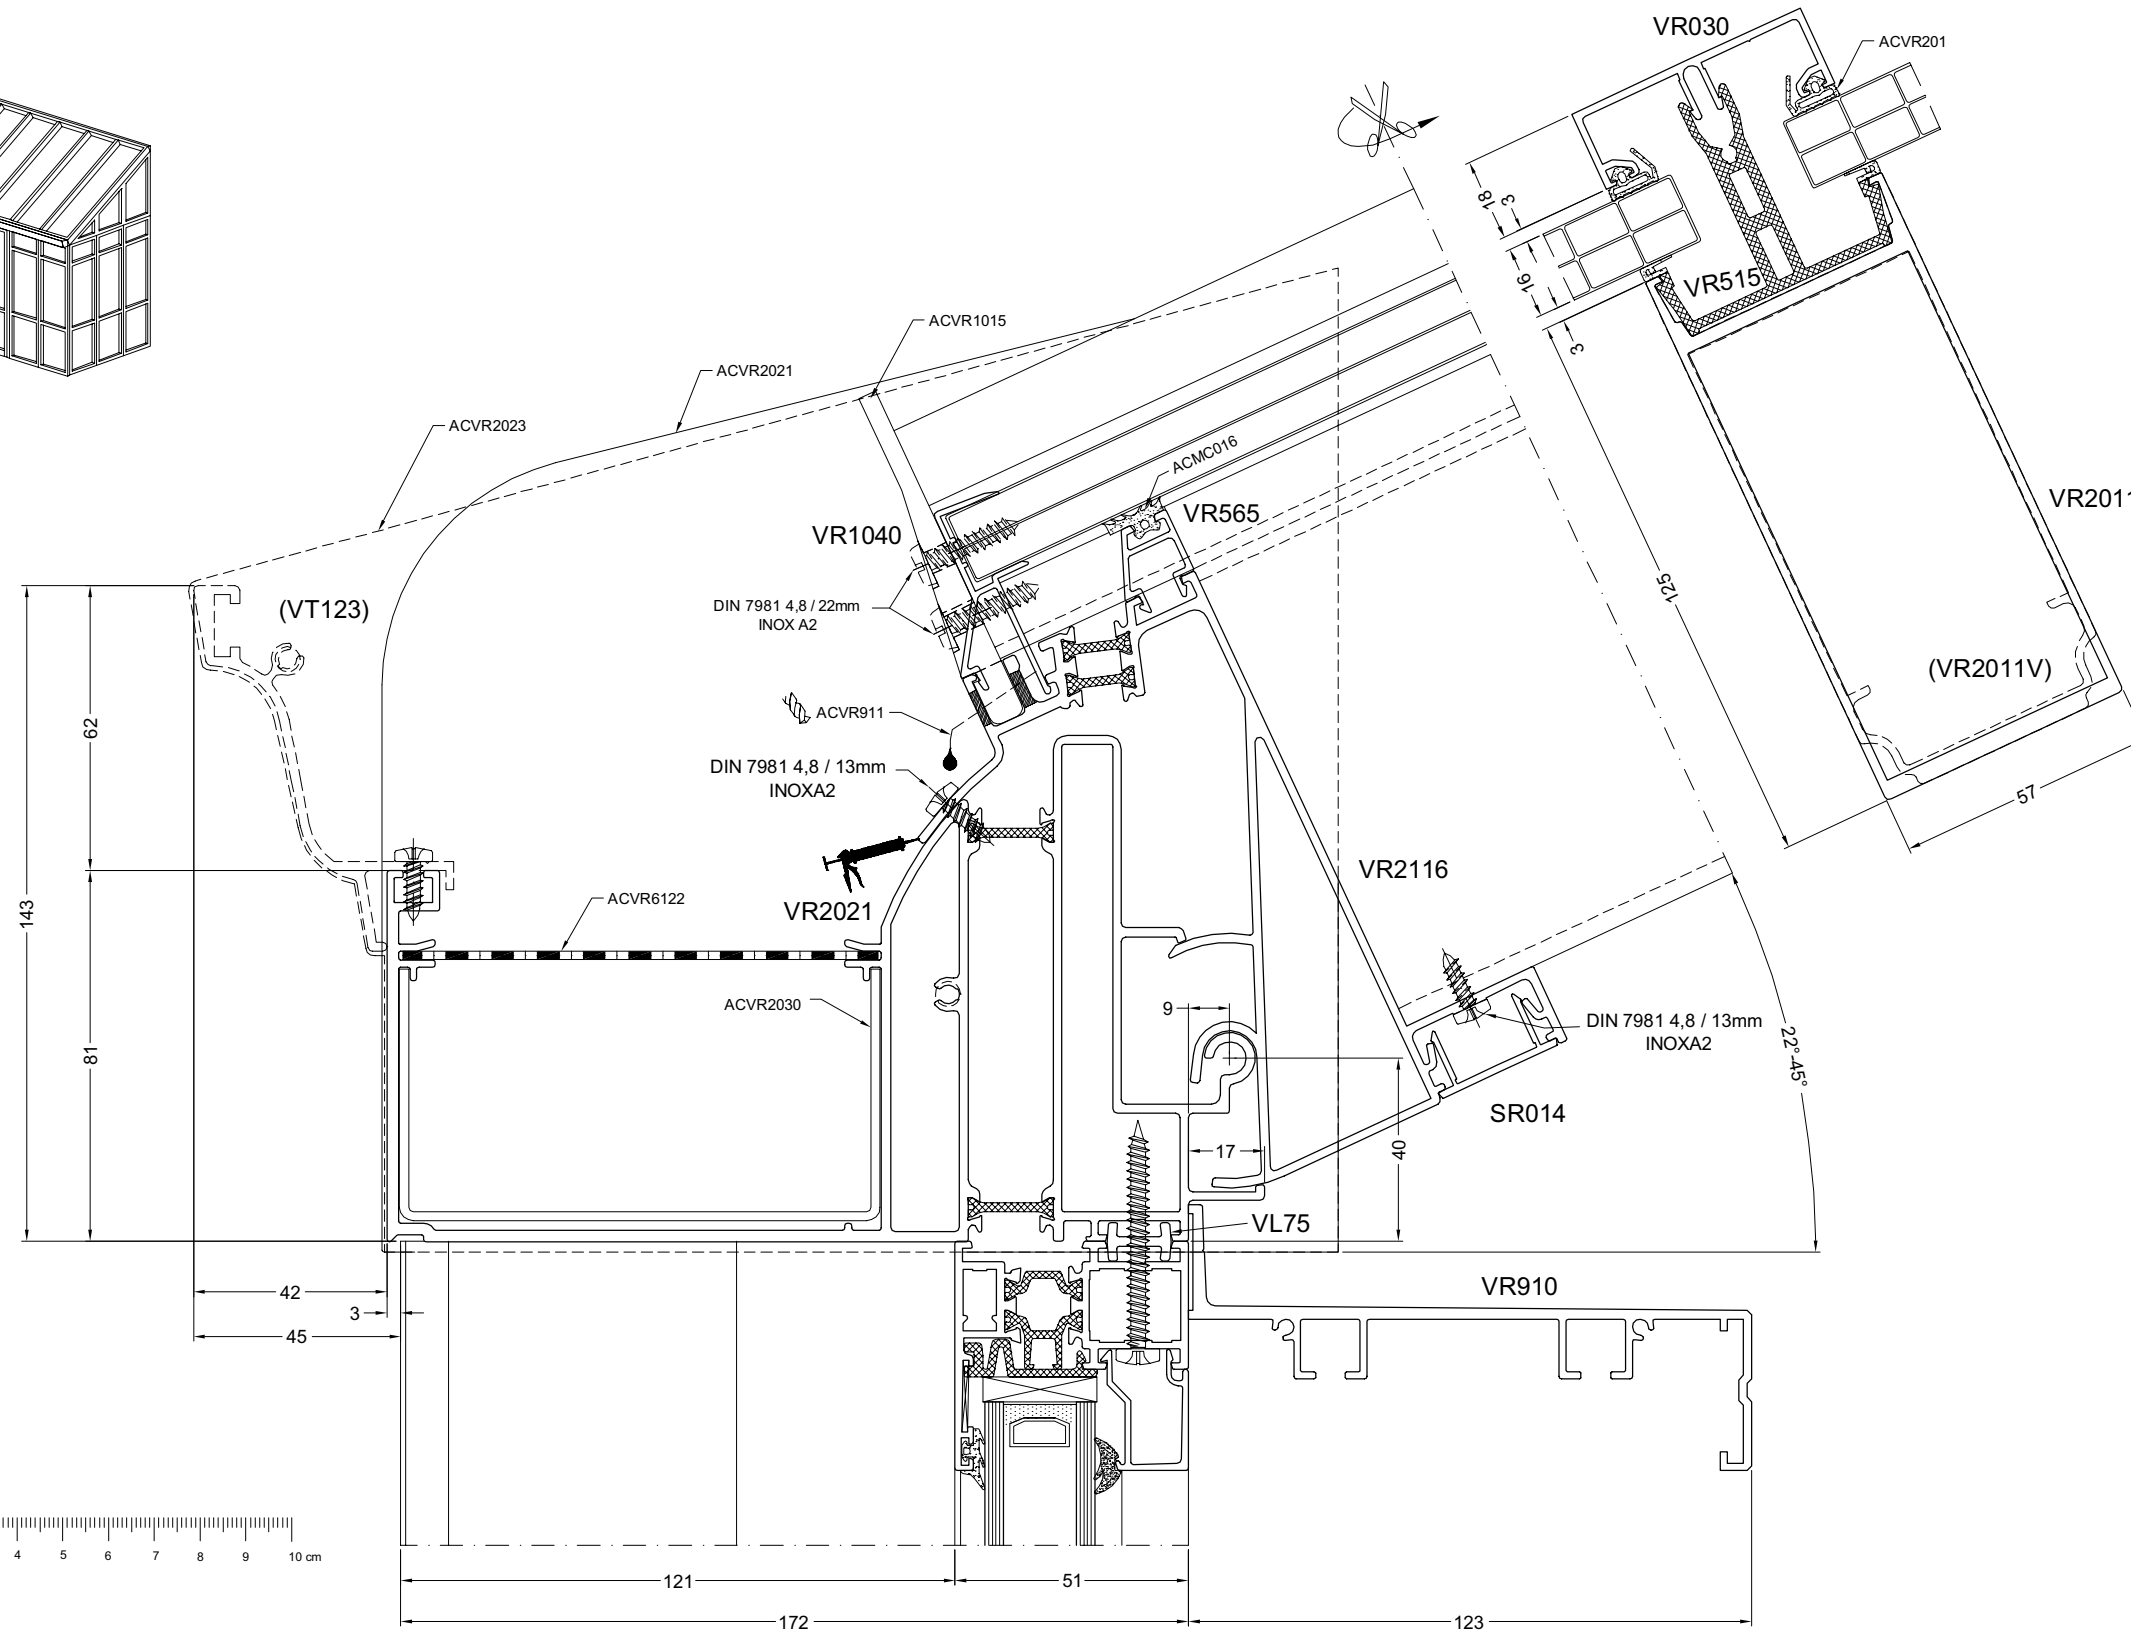 VR030
ACVR201
18
3
16
3
VR515
ACVR1015
ACVR2021
ACVR2023
ACMC016
VR565
VR1040
VR2011
125
(VT123)
DIN 7981 4,8 / 22mm
INOX A2
(VR2011V)
62
ACVR911
DIN 7981 4,8 / 13mm
INOXA2
57
VR2116
143
ACVR6122
VR2021
ACVR2030
9
DIN 7981 4,8 / 13mm
INOXA2
81
22°-45°
SR014
40
17
VL75
VR910
42
3
45
4 5 6 7 8 9 10 cm
121
51
172
123